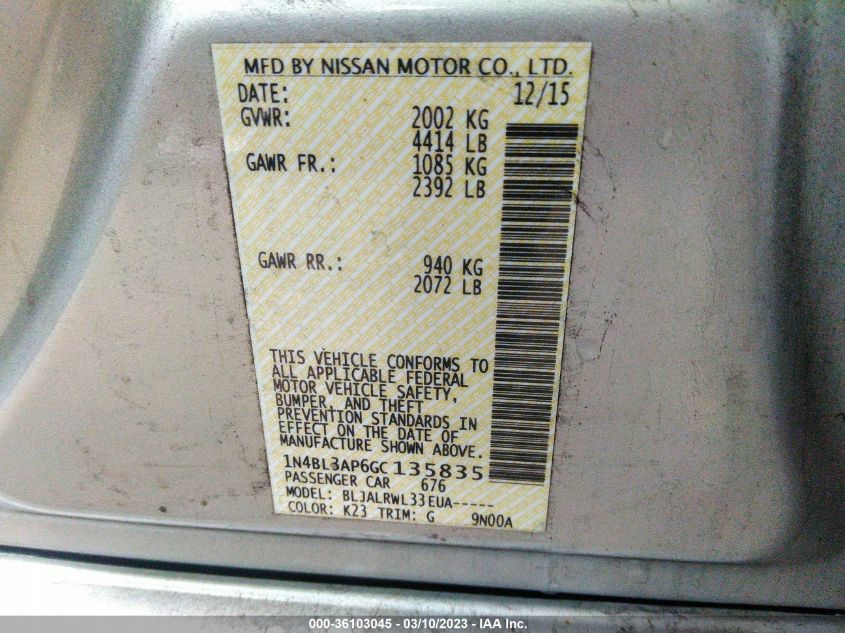 MFD BY NISSAN MOTOR CO., LTD.
DATE: 12/15
GVWR: 2002 KG
4414 LB
GAWR FR.: 1085 KG
2392 LB
GAWR RR.: 940 KG
2072 LB
THIS VEHICLE CONFORMS TO
ALL APPLICABLE FEDERAL
MOTOR VEHICLE SAFETY,
BUMPER, AND THEFT
PREVENTION STANDARDS IN
EFFECT ON THE DATE OF
MANUFACTURE SHOWN ABOVE.
1N4BL3AP6GC135835
PASSENGER CAR 676
MODEL: BLJALRWL33EUA-----
COLOR: K23 TRIM: G 9N00A
000-36103045 - 03/10/2023 - IAA Inc.